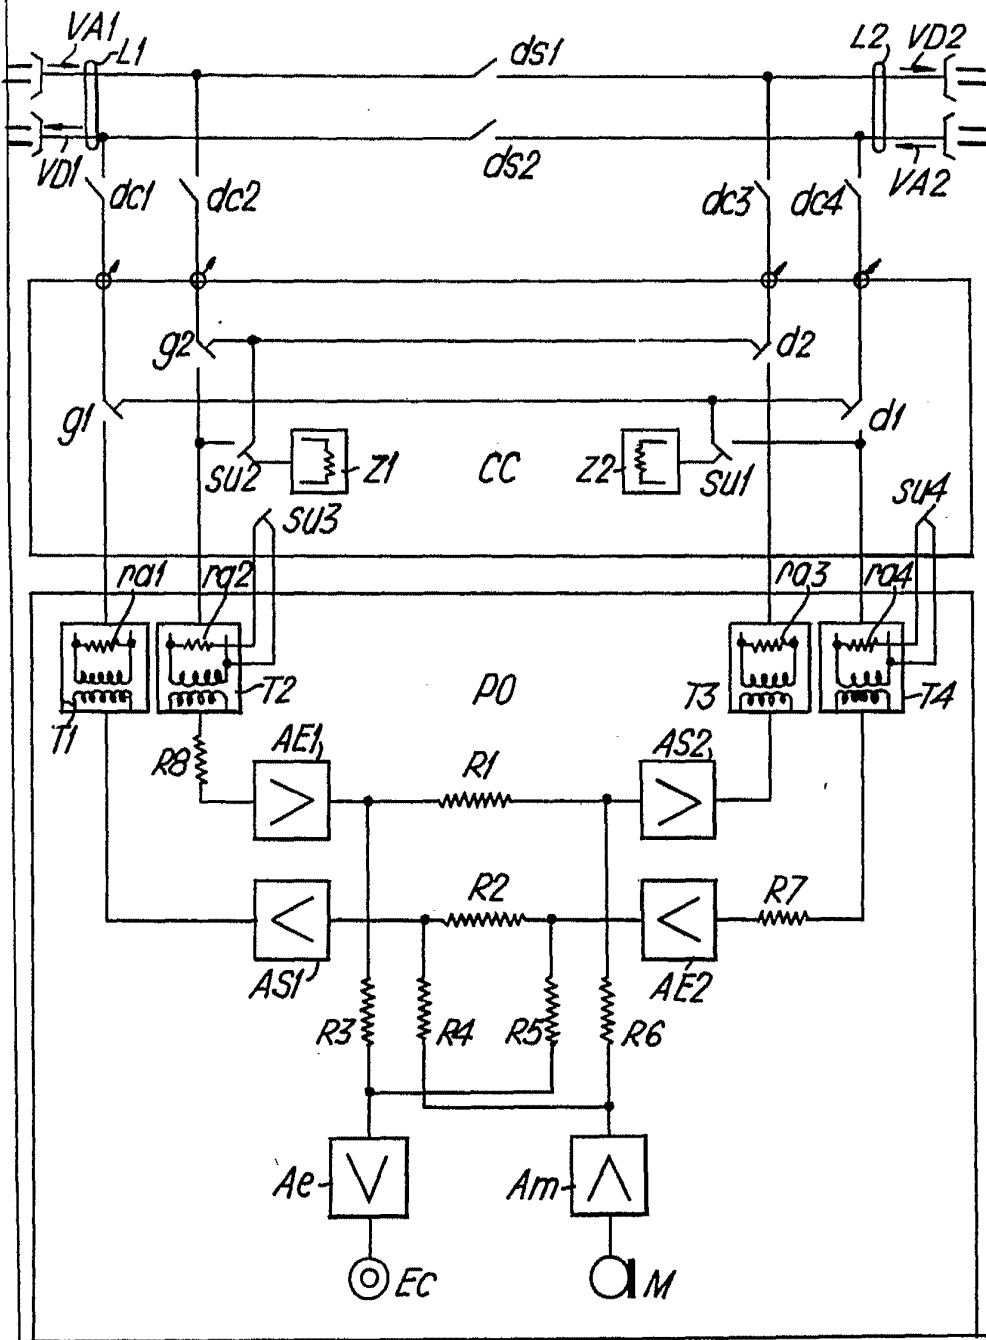 VA1
L1
ds1
L2
VD2
VD1
ds2
VA2
dc1
dc2
dc3
dc4
g2
d2
g1
d1
su2
Z1
CC
Z2
su1
su3
su4
ra1
ra2
ra3
ra4
T1
T2
PO
T3
T4
R8
AE1
R1
AS2
R2
R7
AS1
AE2
R3
R4
R5
R6
Ae
Am
Ec
M